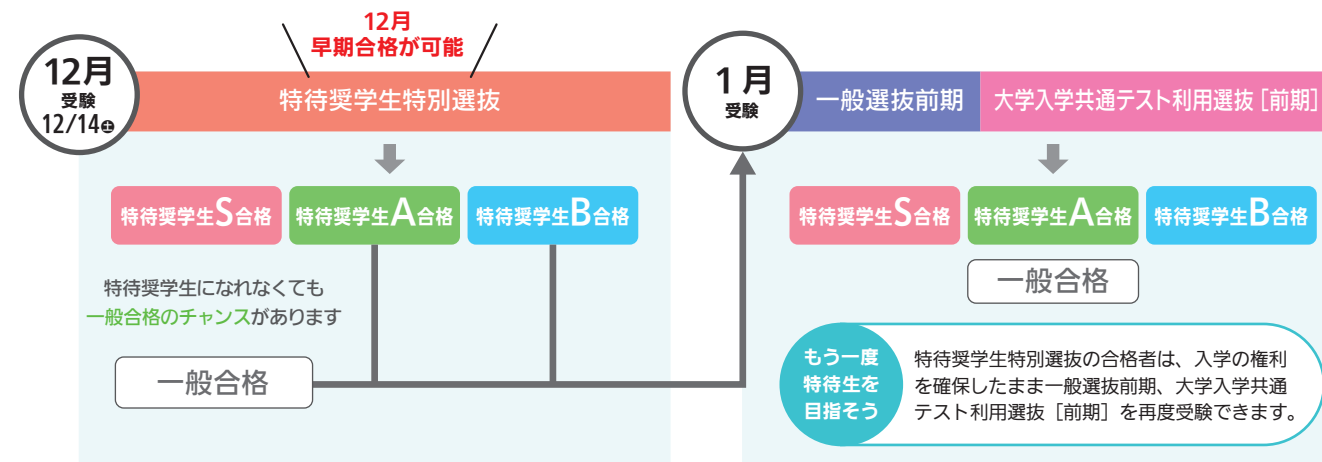 12月
早期合格が可能
12月
受験
12/14㊏
特待奨学生特別選抜
特待奨学生S合格
特待奨学生A合格
特待奨学生B合格
特待奨学生になれなくても
一般合格のチャンスがあります
一般合格
1月
受験
一般選抜前期
大学入学共通テスト利用選抜［前期］
特待奨学生S合格
特待奨学生A合格
特待奨学生B合格
一般合格
もう一度
特待生を
目指そう
特待奨学生特別選抜の合格者は、入学の権利
を確保したまま一般選抜前期、大学入学共通
テスト利用選抜［前期］を再度受験できます。